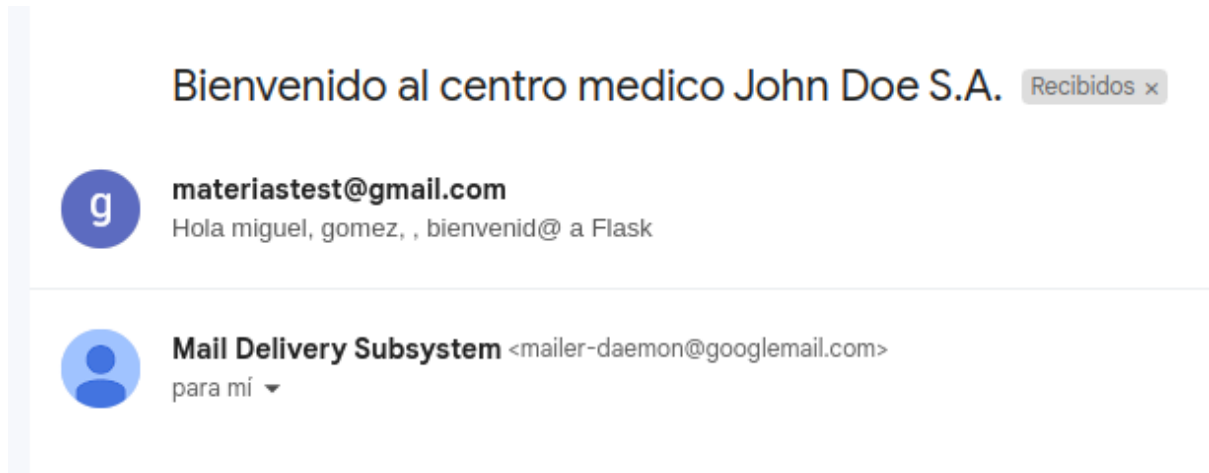 Bienvenido al centro medico John Doe S.A. Recibidos ×
g
materiastest@gmail.com
Hola miguel, gomez, , bienvenid@ a Flask
Mail Delivery Subsystem <mailer-daemon@googlemail.com>
para mí